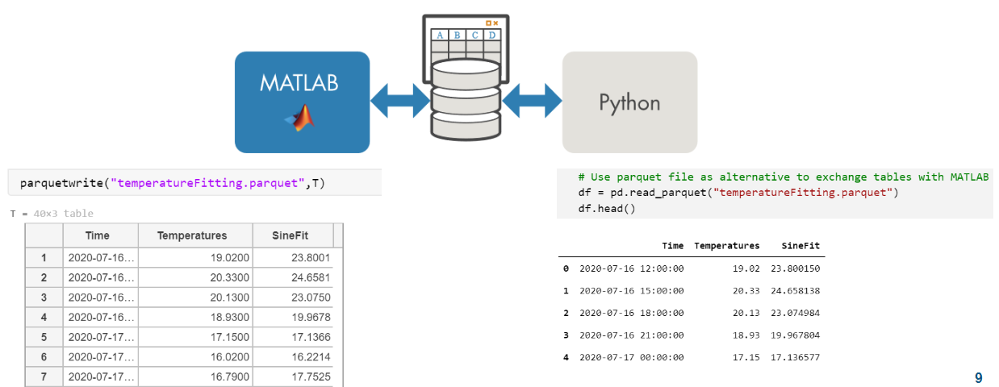 A B C D
MATLAB
Python
parquetwrite("temperatureFitting.parquet",T)
T = 40×3 table
Time Temperatures SineFit
1 2020-07-16... 19.0200 23.8001
2 2020-07-16... 20.3300 24.6581
3 2020-07-16... 20.1300 23.0750
4 2020-07-16... 18.9300 19.9678
5 2020-07-17... 17.1500 17.1366
6 2020-07-17... 16.0200 16.2214
7 2020-07-17... 16.7900 17.7525
# Use parquet file as alternative to exchange tables with MATLAB
df = pd.read_parquet("temperatureFitting.parquet")
df.head()
Time Temperatures SineFit
0 2020-07-16 12:00:00 19.02 23.800150
1 2020-07-16 15:00:00 20.33 24.658138
2 2020-07-16 18:00:00 20.13 23.074984
3 2020-07-16 21:00:00 18.93 19.967804
4 2020-07-17 00:00:00 17.15 17.136577
9